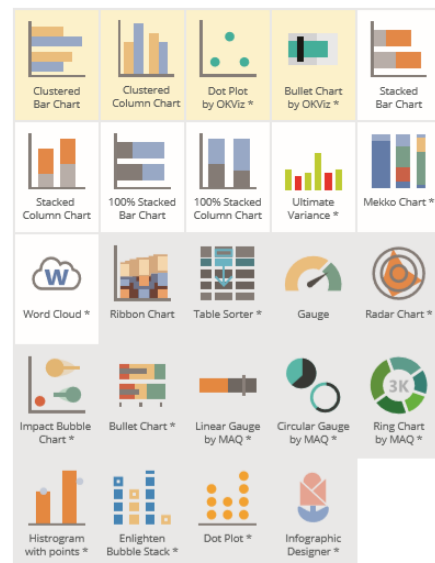 Clustered
Bar Chart
Clustered
Column Chart
Dot Plot
by OKViz *
Bullet Chart
by OKViz *
Stacked
Bar Chart
Stacked
Column Chart
100% Stacked
Bar Chart
100% Stacked
Column Chart
Ultimate
Variance *
Mekko Chart *
W
Word Cloud *
Ribbon Chart
Table Sorter *
Gauge
Radar Chart *
Impact Bubble
Chart *
Bullet Chart *
Linear Gauge
by MAQ *
Circular Gauge
by MAQ *
3K
Ring Chart
by MAQ *
Histrogram
with points *
Enlighten
Bubble Stack *
Dot Plot *
Infographic
Designer *